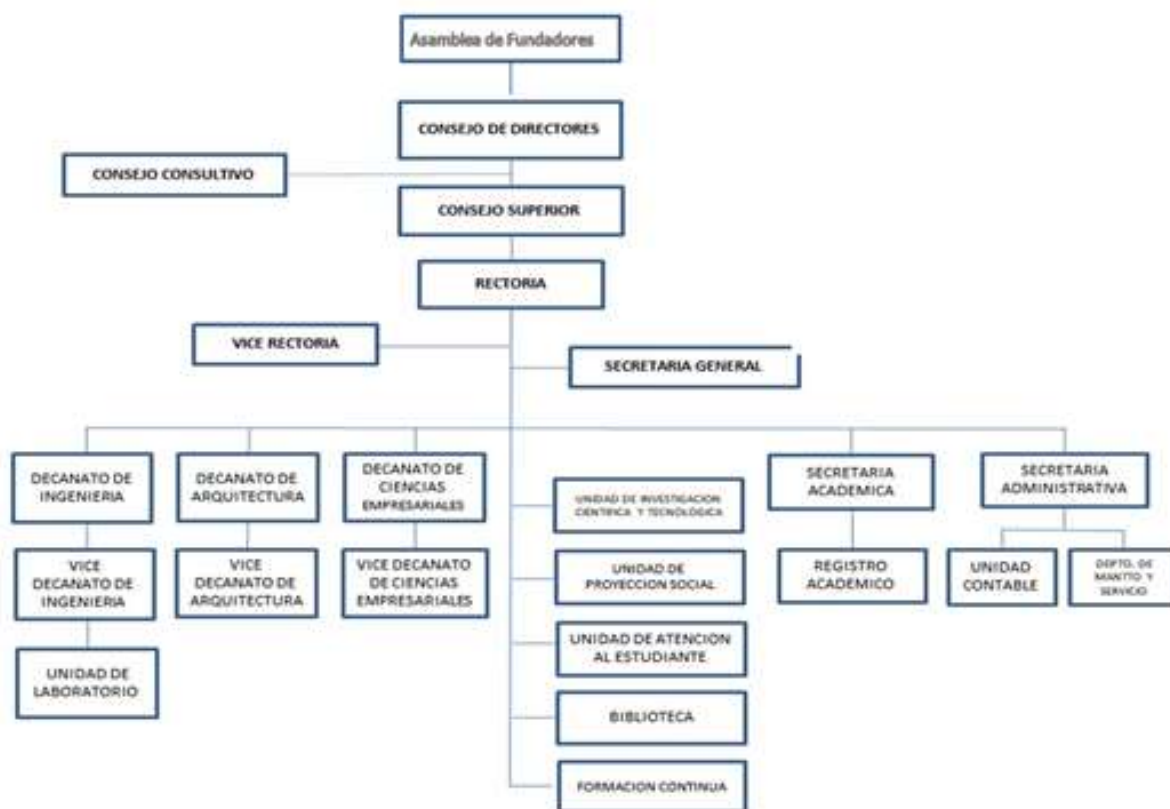 Asamblea de Fundadores
CONSEJO DE DIRECTORES
CONSEJO CONSULTIVO
CONSEJO SUPERIOR
RECTORIA
VICE RECTORIA
SECRETARIA GENERAL
DECANATO DE
INGENIERIA
DECANATO DE
ARQUITECTURA
DECANATO DE
CIENCIAS
EMPRESARIALES
SECRETARIA
ACADEMICA
SECRETARIA
ADMINISTRATIVA
UNIDAD DE INVESTIGACION
CIENTIFICA Y TECNOLOGICA
VICE
DECANATO DE
INGENIERIA
VICE
DECANATO DE
ARQUITECTURA
VICE DECANATO
DE CIENCIAS
EMPRESARIALES
UNIDAD DE
PROYECCION SOCIAL
REGISTRO
ACADEMICO
UNIDAD
CONTABLE
DEPTO. DE
MANTTO Y
SERVICIO
UNIDAD DE ATENCION
AL ESTUDIANTE
UNIDAD DE
LABORATORIO
BIBLIOTECA
FORMACION CONTINUA